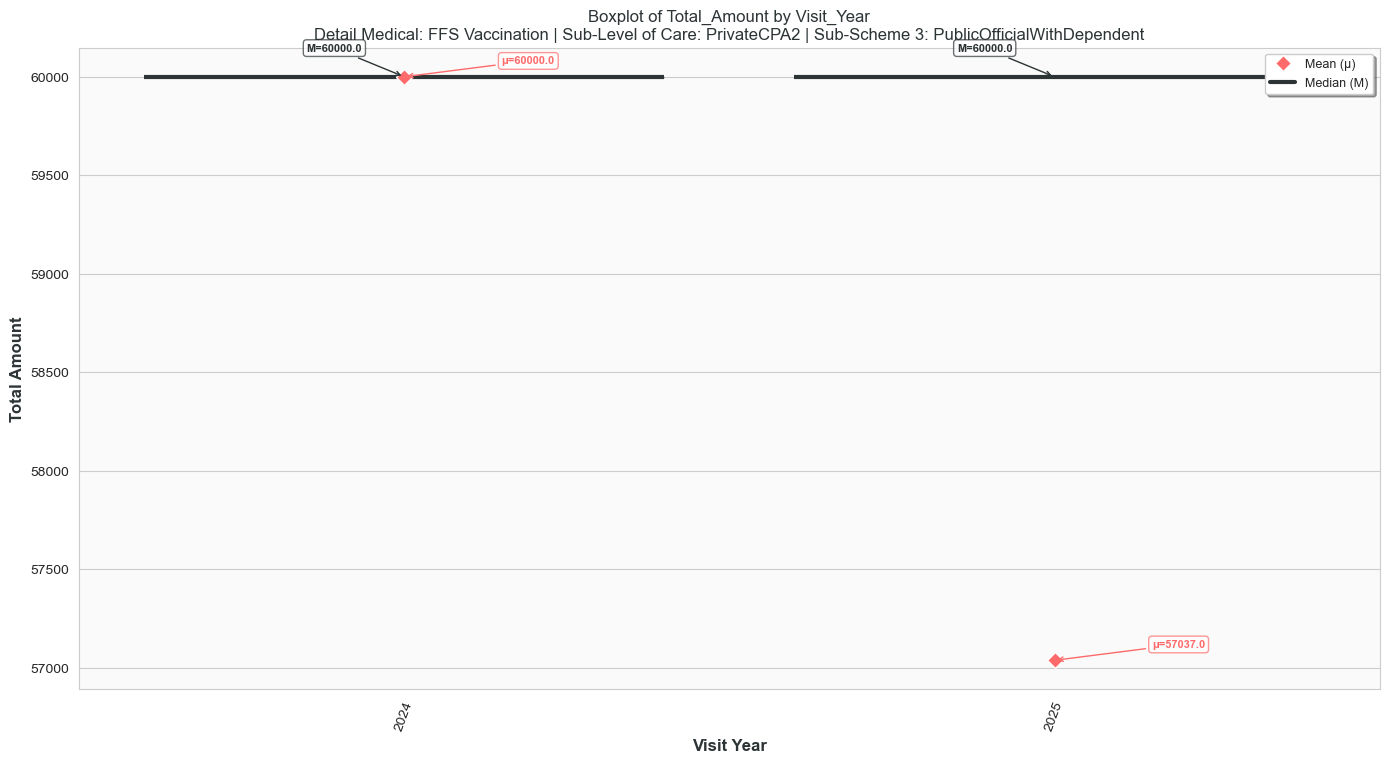 Boxplot of Total_Amount by Visit_Year
Detail Medical: FFS Vaccination | Sub-Level of Care: PrivateCPA2 | Sub-Scheme 3: PublicOfficialWithDependent
M=60000.0
μ=60000.0
M=60000.0
Mean (μ)
Median (M)
60000
59500
59000
58500
58000
57500
57000
Total Amount
μ=57037.0
2024
2025
Visit Year